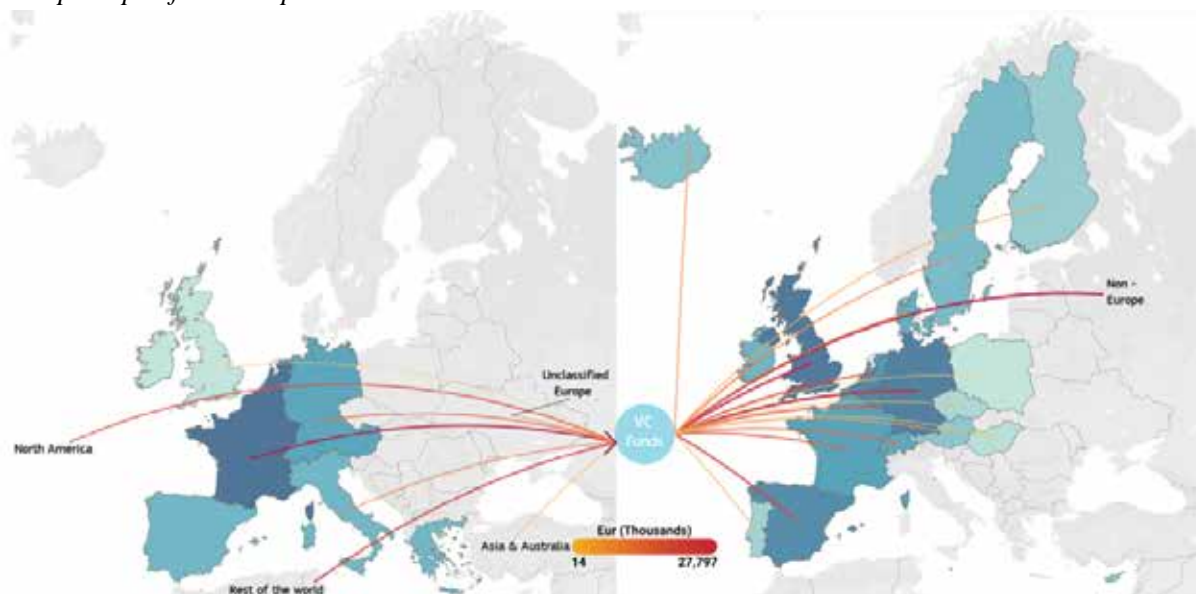 Non -
Europe
Unclassified
Europe
VC
Funds
North America
Eur (Thousands)
Asia & Australia
14
27,797
Rest of the world